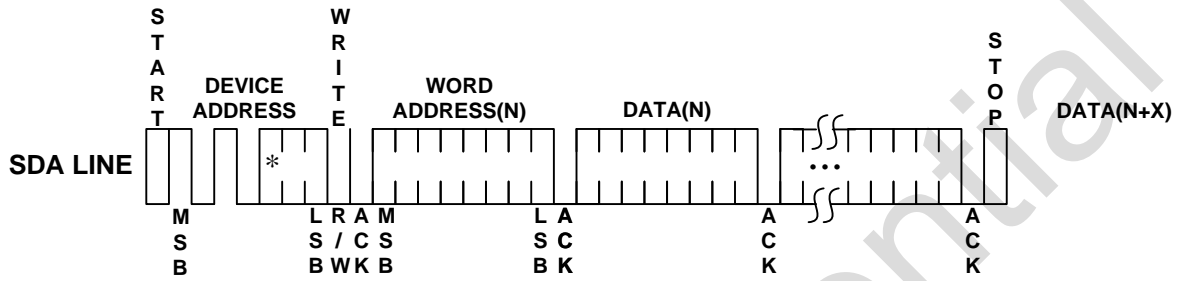 START
WRITE
STOP
DEVICE
ADDRESS
WORD
ADDRESS(N)
DATA(N)
DATA(N+X)
SDA LINE
*
...
MSB
LSB
R/W
ACK
MSB
LSB
ACK
ACK
ACK
ential